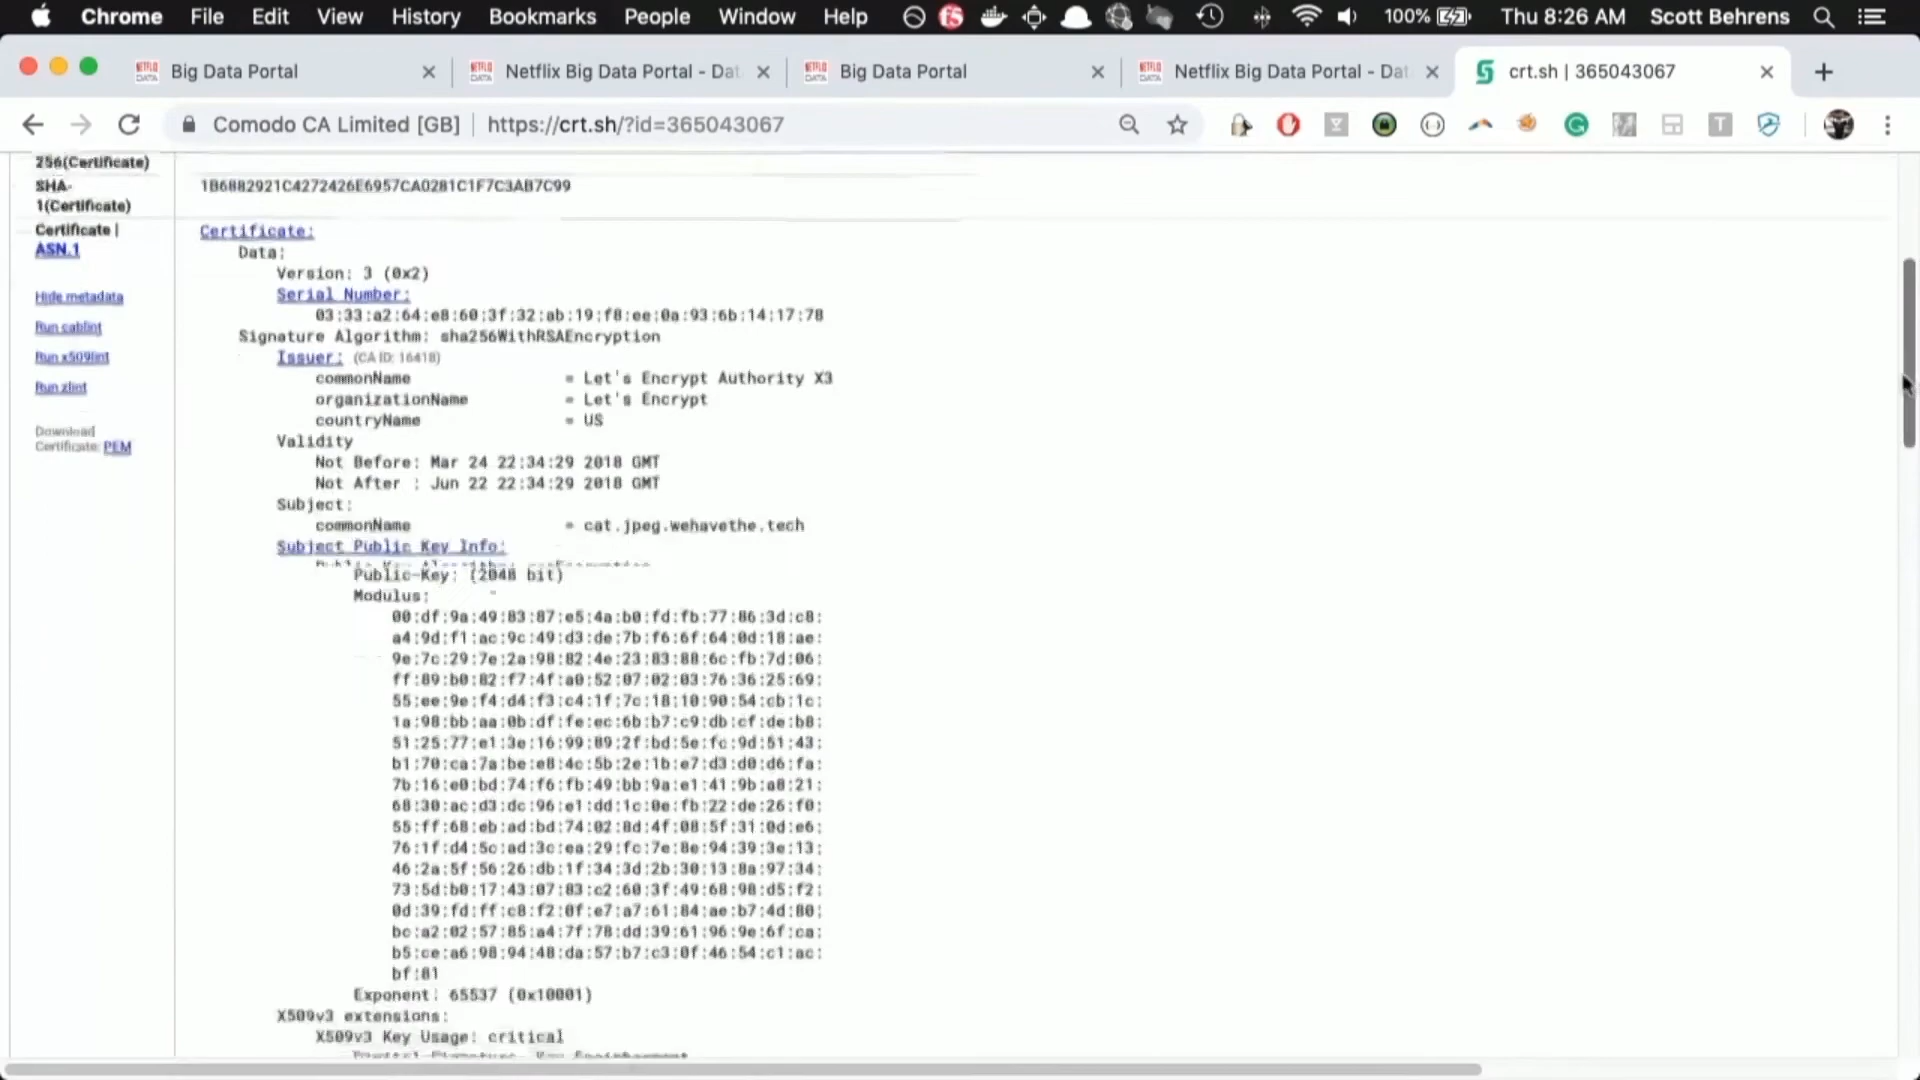 Chrome File Edit View History Bookmarks People Window Help 100% Thu 8:26 AM Scott Behrens
Big Data Portal
Netflix Big Data Portal - Dat
Big Data Portal
Netflix Big Data Portal - Dat
crt.sh | 365043067
Comodo CA Limited [GB] https://crt.sh/?id=365043067
256(Certificate)
SHA-
1(Certificate)
1B6882921C4272426E6957CA0281C1F7C3AB7C99
Certificate |
ASN.1
Hide metadata
Run cablint
Run x509lint
Run zlint
Download
Certificate: PEM
Certificate:
Data:
Version: 3 (0x2)
Serial Number:
03:33:a2:64:e8:60:3f:32:ab:19:f8:ee:0a:93:6b:14:17:78
Signature Algorithm: sha256WithRSAEncryption
Issuer: (CA ID: 16418)
commonName = Let's Encrypt Authority X3
organizationName = Let's Encrypt
countryName = US
Validity
Not Before: Mar 24 22:34:29 2018 GMT
Not After : Jun 22 22:34:29 2018 GMT
Subject:
commonName = cat.jpeg.wehavethe.tech
Subject Public Key Info:
Public-Key: (2048 bit)
Modulus:
00:df:9a:49:83:87:e5:4a:b0:fd:fb:77:86:3d:c8:
a4:9d:f1:ac:9c:49:d3:de:7b:f6:6f:64:0d:18:ae:
9e:7c:29:7e:2a:98:82:4e:23:83:88:6c:fb:7d:06:
ff:89:b0:82:f7:4f:a0:52:07:02:03:76:36:25:69:
55:ee:9e:f4:d4:f3:c4:1f:7c:18:10:90:54:cb:1c:
1a:98:bb:aa:0b:df:fe:ec:6b:b7:c9:db:cf:de:b8:
51:25:77:e1:3e:16:99:89:2f:bd:5e:fc:9d:51:43:
b1:70:ca:7a:be:e8:4c:5b:2e:1b:e7:d3:d0:d6:fa:
7b:16:e0:bd:74:f6:fb:49:bb:9a:e1:41:9b:a8:21:
68:30:ac:d3:dc:96:e1:dd:1c:0e:fb:22:de:26:f0:
55:ff:68:eb:ad:bd:74:02:8d:4f:08:5f:31:0d:e6:
76:1f:d4:5c:ad:3c:ea:29:fc:7e:8e:94:39:3e:13:
46:2a:5f:56:26:db:1f:34:3d:2b:30:13:8a:97:34:
73:5d:b0:17:43:07:83:c2:60:3f:49:68:98:d5:f2:
0d:39:fd:ff:c8:f2:0f:e7:a7:61:84:ae:b7:4d:80:
bc:a2:02:57:85:a4:7f:78:dd:39:61:96:9e:6f:ca:
b5:ce:a6:98:94:48:da:57:b7:c3:0f:46:54:c1:ac:
bf:81
Exponent: 65537 (0x10001)
X509v3 extensions:
X509v3 Key Usage: critical